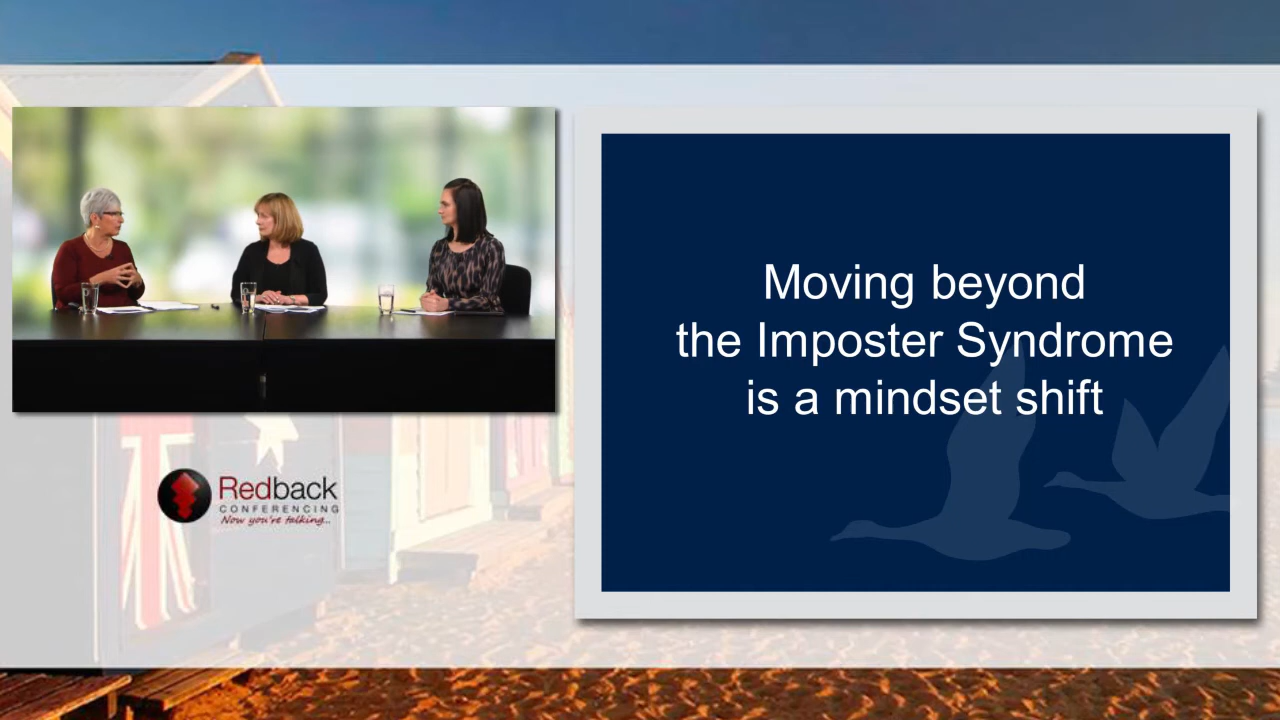 Moving beyond
the Imposter Syndrome
is a mindset shift
Redback
CONFERENCING
Now you're talking...